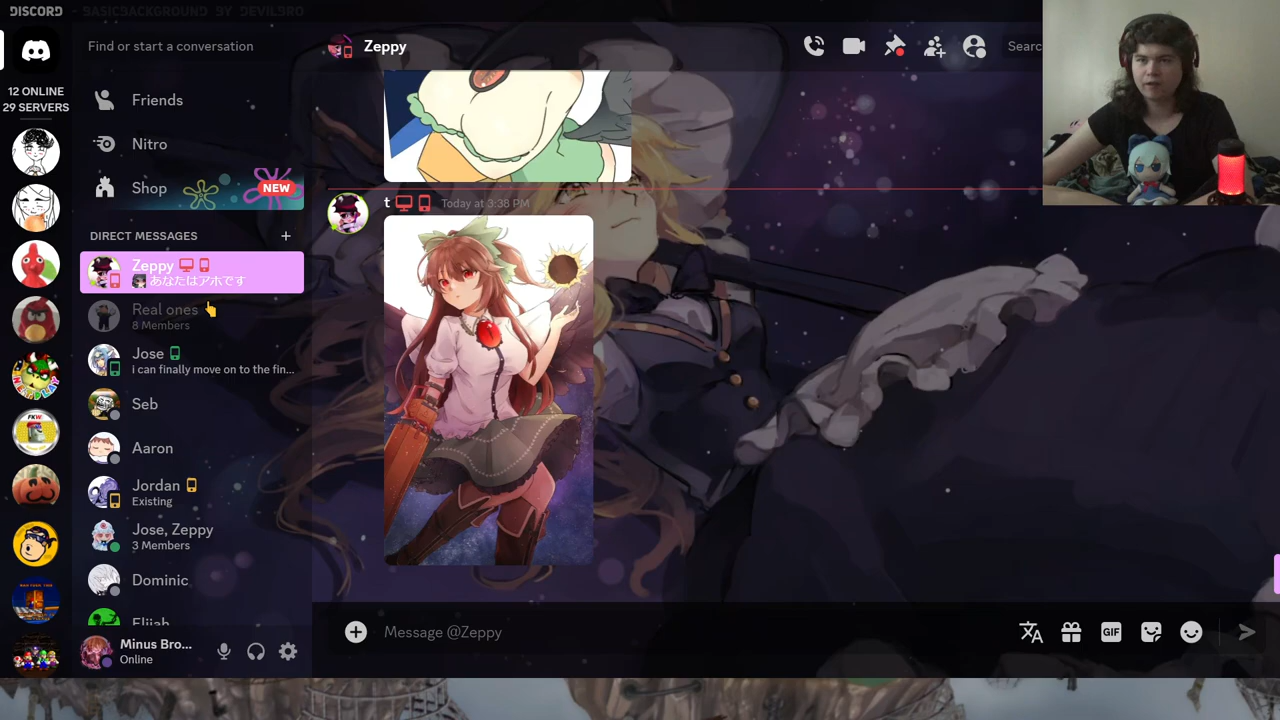 DISCORD - BASICBACKGROUND BY DEVILBRO
Find or start a conversation
12 ONLINE
29 SERVERS
Friends
Nitro
Shop
NEW
DIRECT MESSAGES
Zeppy
あなたはアホです
Real ones
8 Members
Jose
i can finally move on to the fin...
Seb
Aaron
Jordan
Existing
Jose, Zeppy
3 Members
Dominic
Elijah
Minus Bro...
Online
Zeppy
Searc
t Today at 3:38 PM
Message @Zeppy
GIF